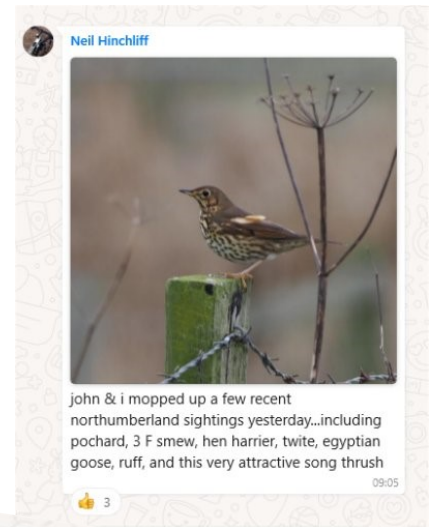 Neil Hinchliff
john & i mopped up a few recent
northumberland sightings yesterday...including
pochard, 3 F smew, hen harrier, twite, egyptian
goose, ruff, and this very attractive song thrush
09:05
👍 3